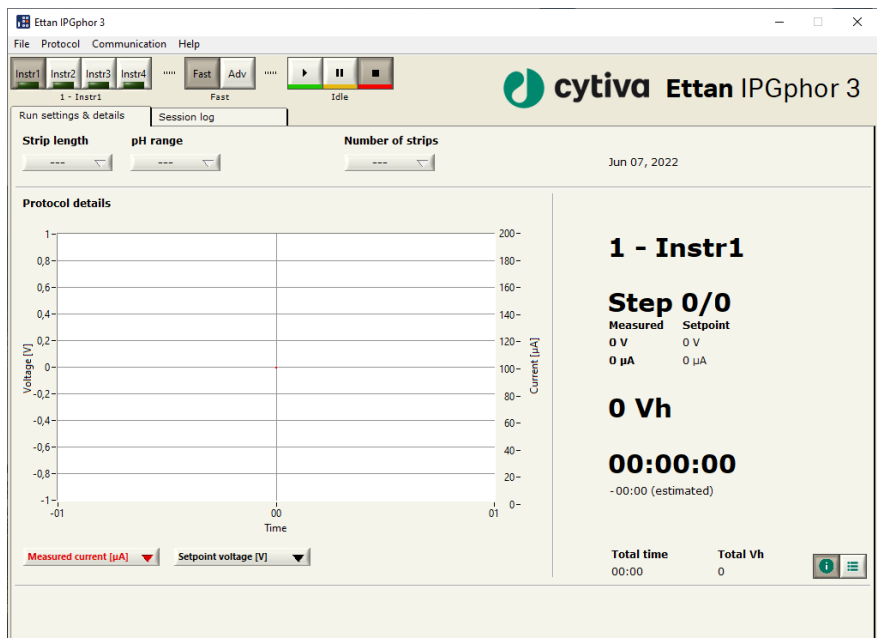 Ettan IPGphor 3
File Protocol Communication Help
Instr1 Instr2 Instr3 Instr4 Fast Adv
1 - Instr1 Fast Idle
cytiva Ettan IPGphor 3
Run settings & details Session log
Strip length pH range Number of strips
--- --- ---
Jun 07, 2022
Protocol details
1 200
0,8 180
0,6 160
0,4 140
0,2 120
0 100
-0,2 80
-0,4 60
-0,6 40
-0,8 20
-1 0
Voltage [V]
Current [µA]
-01 00 01
Time
Measured current [µA] Setpoint voltage [V]
1 - Instr1
Step 0/0
Measured Setpoint
0 V 0 V
0 µA 0 µA
0 Vh
00:00:00
-00:00 (estimated)
Total time Total Vh
00:00 0